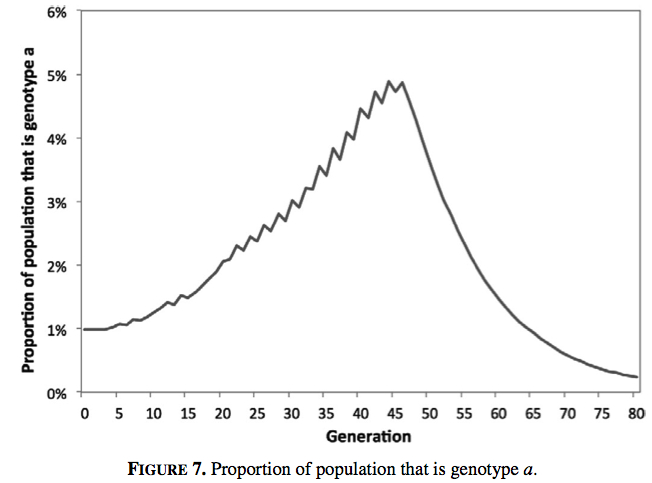 6%
5%
4%
3%
2%
1%
0%
Proportion of population that is genotype a
0 5 10 15 20 25 30 35 40 45 50 55 60 65 70 75 80
Generation
FIGURE 7. Proportion of population that is genotype a.